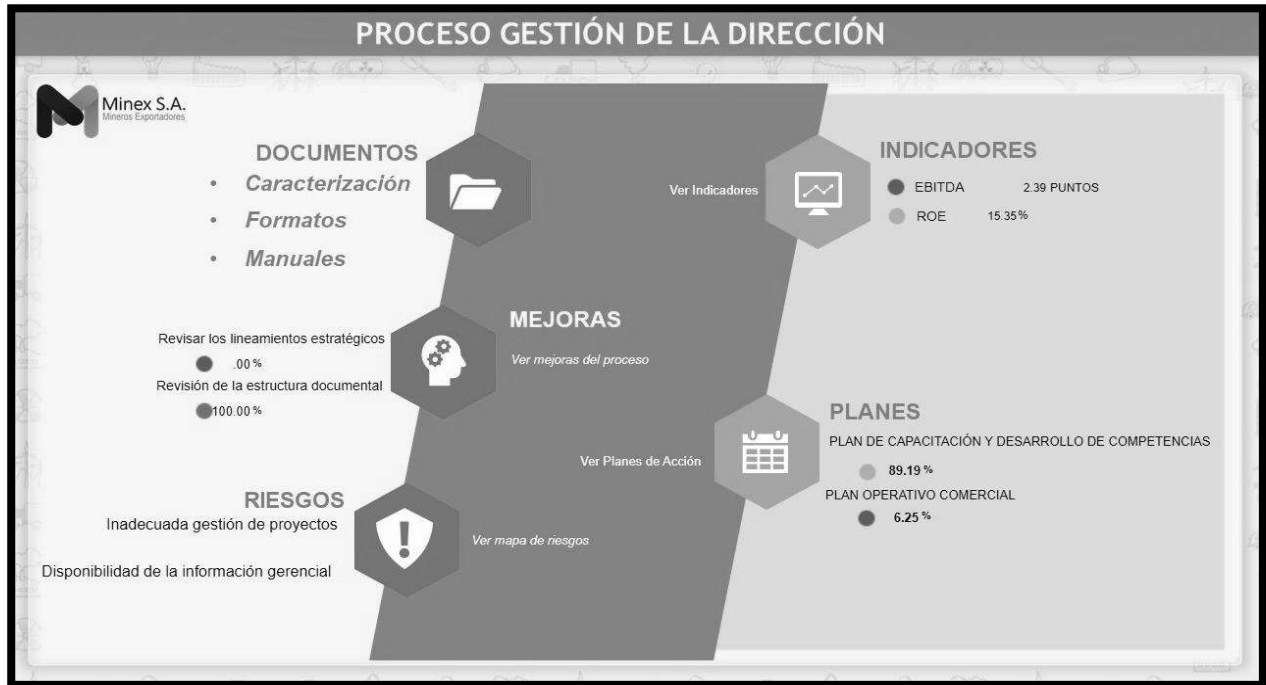 PROCESO GESTIÓN DE LA DIRECCIÓN
Minex S.A.
Mineros Exportadores
DOCUMENTOS
• Caracterización
• Formatos
• Manuales
Ver Indicadores
INDICADORES
EBITDA 2.39 PUNTOS
ROE 15.35%
MEJORAS
Ver mejoras del proceso
Revisar los lineamientos estratégicos
.00 %
Revisión de la estructura documental
100.00 %
Ver Planes de Acción
PLANES
PLAN DE CAPACITACIÓN Y DESARROLLO DE COMPETENCIAS
89.19 %
PLAN OPERATIVO COMERCIAL
6.25 %
RIESGOS
Inadecuada gestión de proyectos
Ver mapa de riesgos
Disponibilidad de la información gerencial